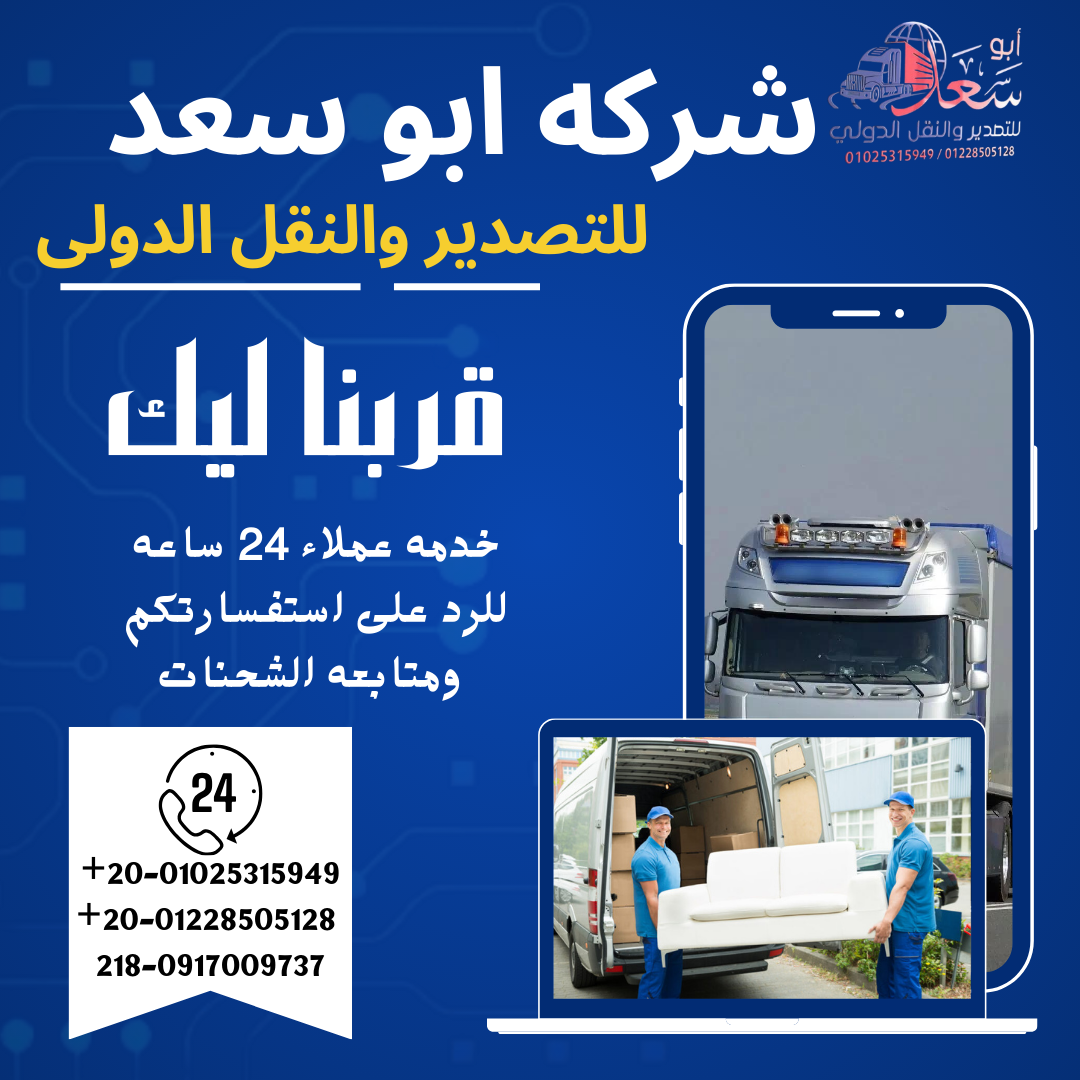 شركه ابو سعد
للتصدير والنقل الدولى
أبو
سعد
للتصدير والنقل الدولي
01025315949 / 01228505128
قربنا ليك
خدمه عملاء 24 ساعه
للرد على استفسارتكم
ومتابعه الشحنات
24
+20-01025315949
+20-01228505128
218-0917009737